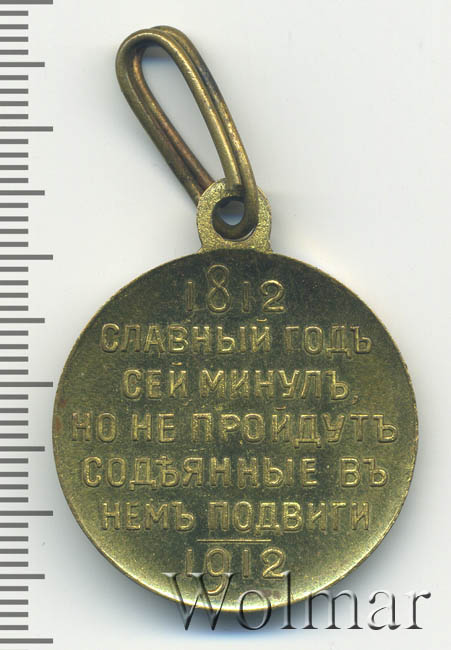 1812
СЛАВНЫЙ ГОДЪ
СЕЙ МИНУЛЪ,
НО НЕ ПРОЙДУТЪ
СОДѢЯННЫЕ ВЪ
НЕМЪ ПОДВИГИ
1912
Wolmar